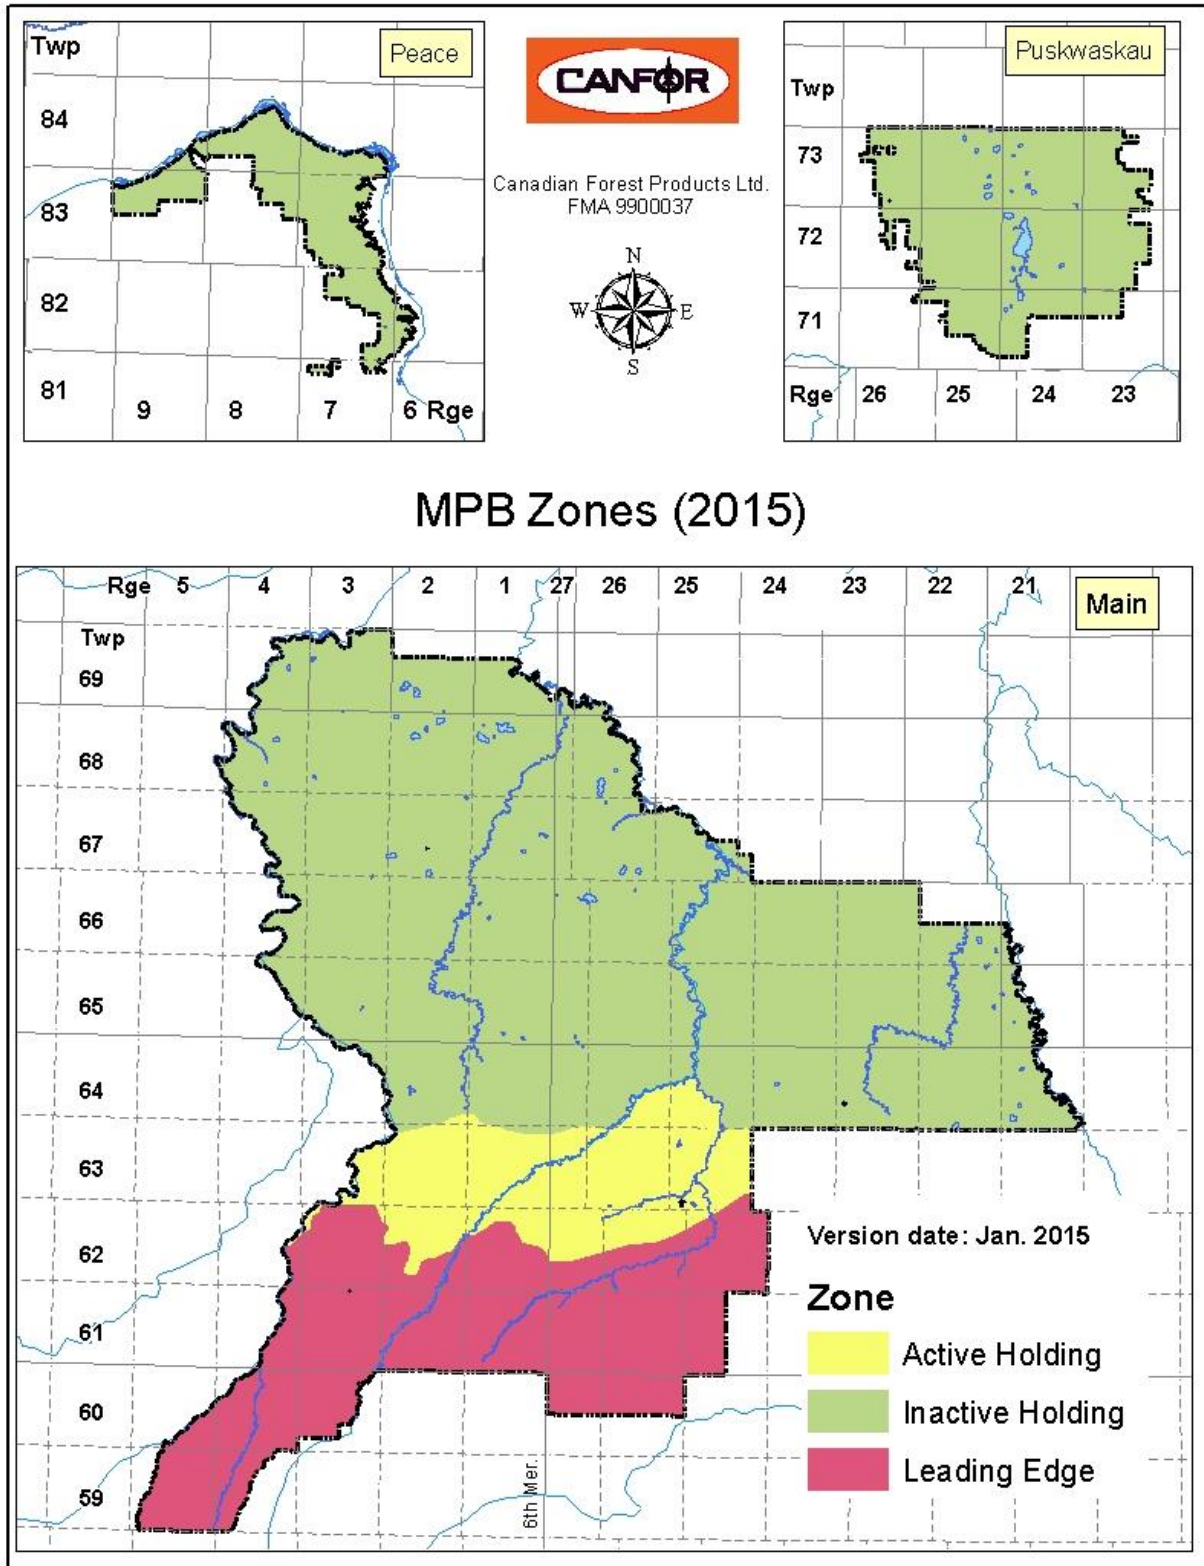 Twp
Peace
84
83
82
81
9 8 7 6 Rge
CANFOR
Canadian Forest Products Ltd.
FMA 9900037
N
W E
S
Puskwaskau
Twp
73
72
71
Rge 26 25 24 23
MPB Zones (2015)
Rge 5 4 3 2 1 27 26 25 24 23 22 21
Main
Twp
69
68
67
66
65
64
63
62
61
60
59
6th Mer.
Version date: Jan. 2015
Zone
Active Holding
Inactive Holding
Leading Edge